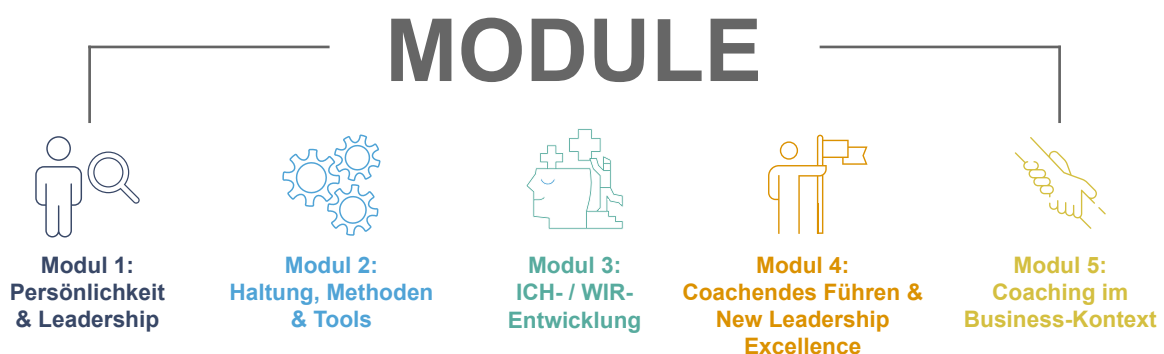 MODULE
Modul 1:
Persönlichkeit
& Leadership
Modul 2:
Haltung, Methoden
& Tools
Modul 3:
ICH- / WIR-
Entwicklung
Modul 4:
Coachendes Führen &
New Leadership
Excellence
Modul 5:
Coaching im
Business-Kontext